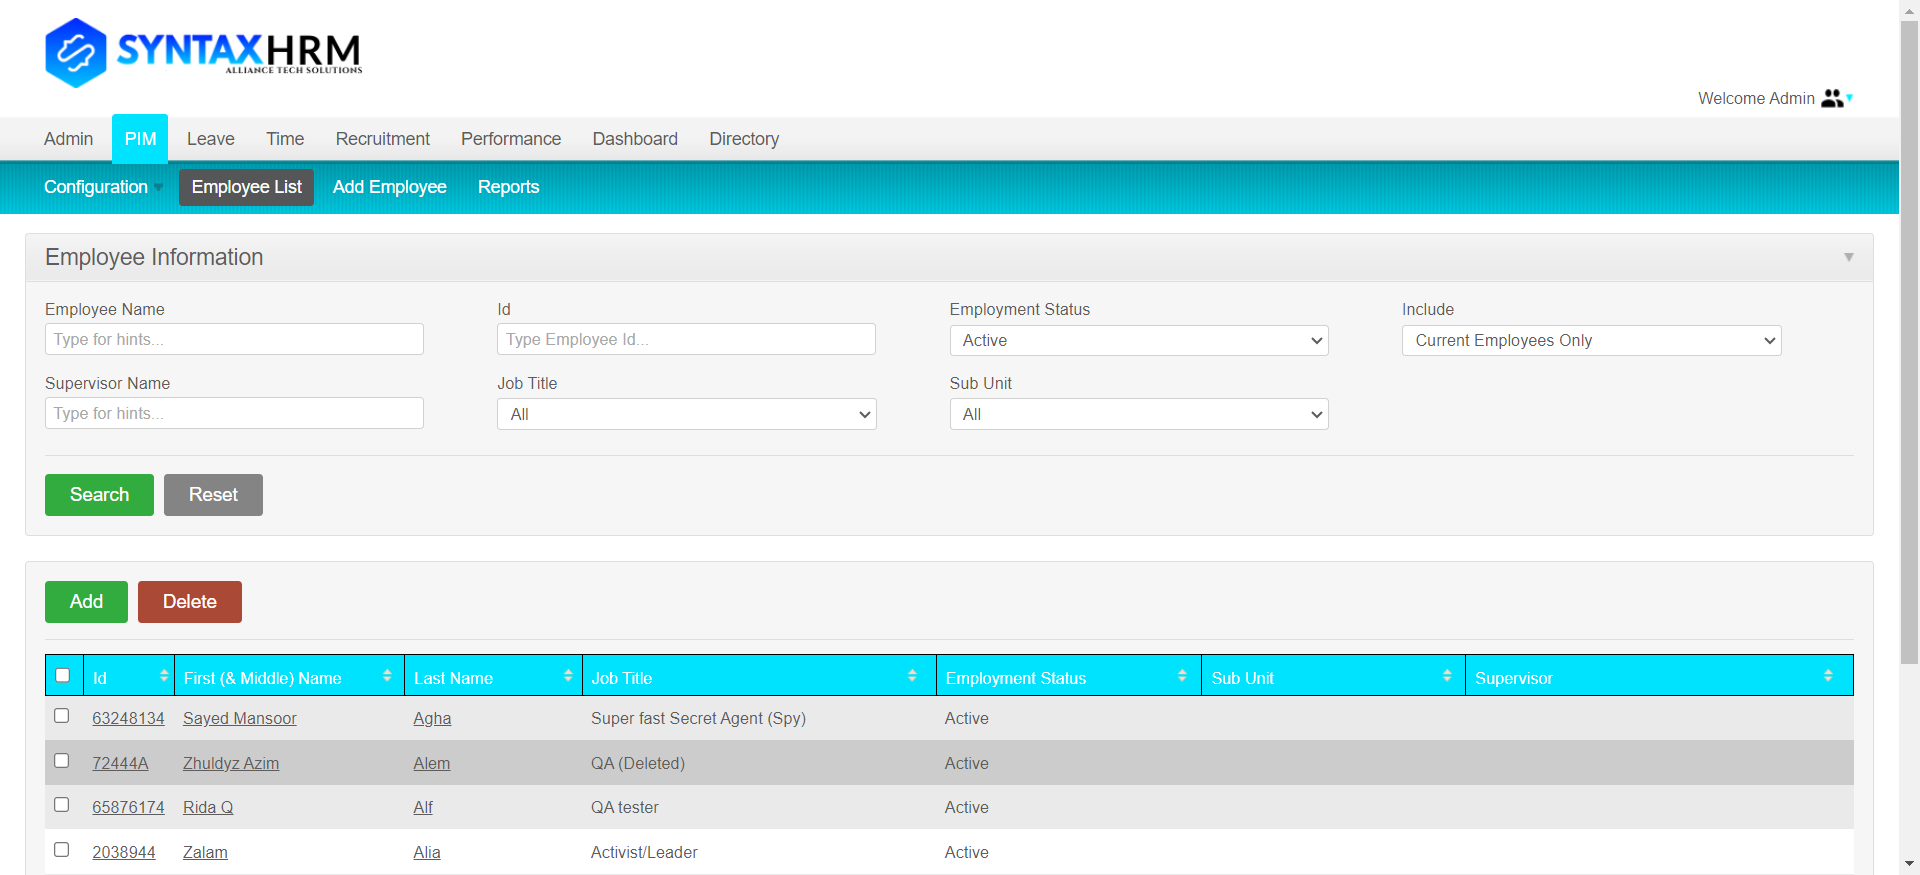 SYNTAXHRM
ALLIANCE TECH SOLUTIONS
Welcome Admin
Admin PIM Leave Time Recruitment Performance Dashboard Directory
Configuration Employee List Add Employee Reports
Employee Information
Employee Name Id Employment Status Include
Type for hints... Type Employee Id... Active Current Employees Only
Supervisor Name Job Title Sub Unit
Type for hints... All All
Search Reset
Add Delete
Id First (& Middle) Name Last Name Job Title Employment Status Sub Unit Supervisor
63248134 Sayed Mansoor Agha Super fast Secret Agent (Spy) Active
72444A Zhuldyz Azim Alem QA (Deleted) Active
65876174 Rida Q Alf QA tester Active
2038944 Zalam Alia Activist/Leader Active